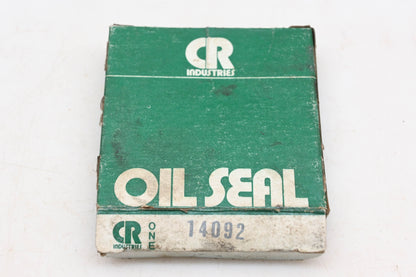 CR
INDUSTRIES
OIL SEAL
CR
INDUSTRIES
ONE
14092